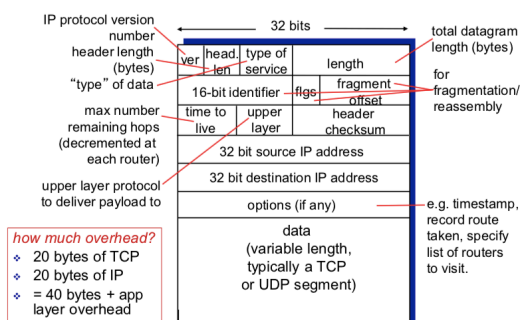 IP protocol version
number
header length
(bytes)
“type” of data
max number
remaining hops
(decremented at
each router)
upper layer protocol
to deliver payload to
how much overhead?
❖ 20 bytes of TCP
❖ 20 bytes of IP
❖ = 40 bytes + app
layer overhead
32 bits
ver
head.
len
type of
service
length
16-bit identifier
flgs
fragment
offset
time to
live
upper
layer
header
checksum
32 bit source IP address
32 bit destination IP address
options (if any)
data
(variable length,
typically a TCP
or UDP segment)
total datagram
length (bytes)
for
fragmentation/
reassembly
e.g. timestamp,
record route
taken, specify
list of routers
to visit.